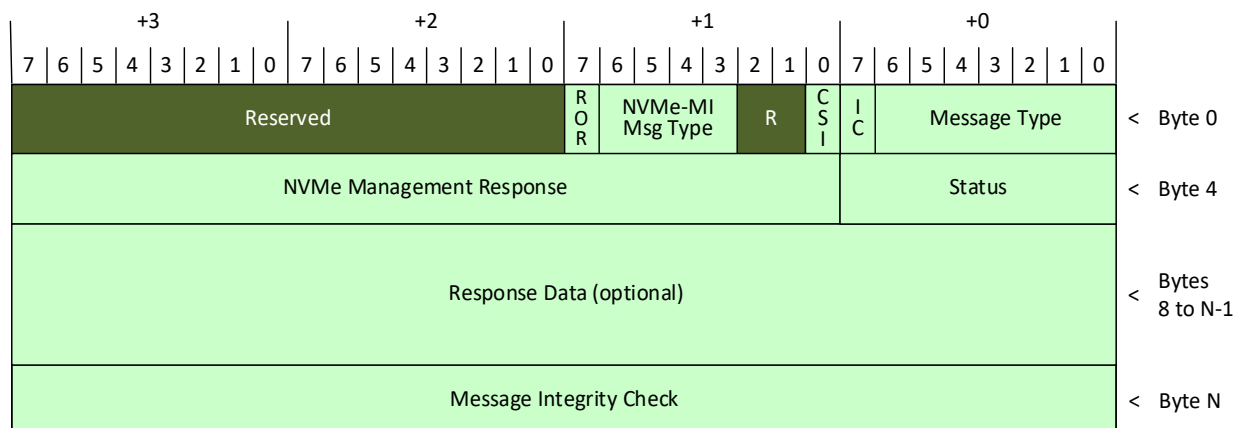 +3 +2 +1 +0
7 6 5 4 3 2 1 0 7 6 5 4 3 2 1 0 7 6 5 4 3 2 1 0 7 6 5 4 3 2 1 0
Reserved
R
O
R
NVMe-MI
Msg Type
R
C
S
I
I
C
Message Type
< Byte 0
NVMe Management Response Status < Byte 4
Response Data (optional)
< Bytes
8 to N-1
Message Integrity Check < Byte N